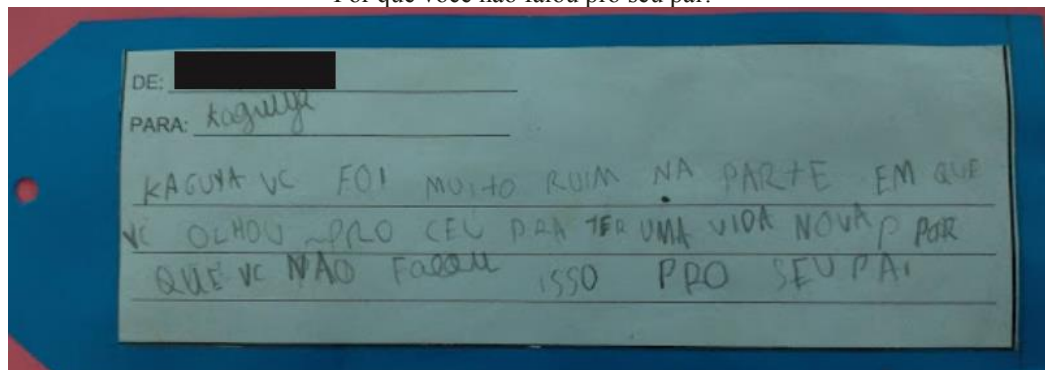 Por que você não falou pro seu pai?
DE:
PARA: Kaguya
KAGUYA VC FOI MUITO RUIM NA PARTE EM QUE
VC OLHOU PRO CEU PRA TER UMA VIDA NOVA POR
QUE VC NÃO FALOU ISSO PRO SEU PAI